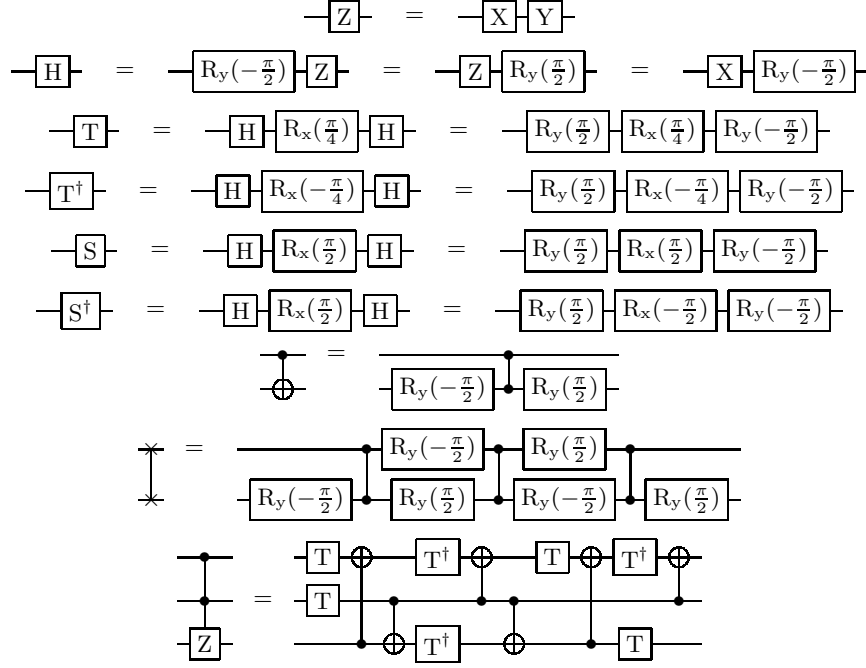 Z = X Y
H = R_y(-π/2) Z = Z R_y(π/2) = X R_y(-π/2)
T = H R_x(π/4) H = R_y(π/2) R_x(π/4) R_y(-π/2)
T† = H R_x(-π/4) H = R_y(π/2) R_x(-π/4) R_y(-π/2)
S = H R_x(π/2) H = R_y(π/2) R_x(π/2) R_y(-π/2)
S† = H R_x(π/2) H = R_y(π/2) R_x(-π/2) R_y(-π/2)
=
R_y(-π/2) R_y(π/2)
= R_y(-π/2) R_y(π/2)
R_y(-π/2) R_y(π/2) R_y(-π/2) R_y(π/2)
T T† T T†
= T
Z T† T